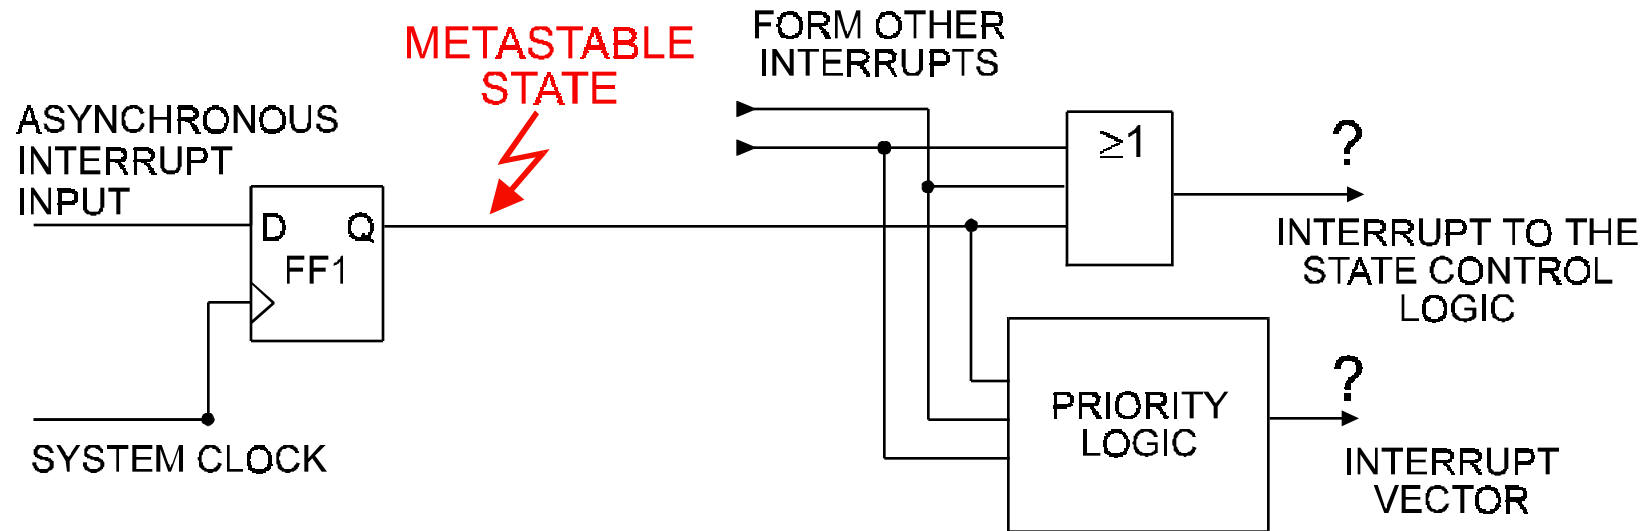 METASTABLE
STATE
FORM OTHER
INTERRUPTS
ASYNCHRONOUS
INTERRUPT
INPUT
D Q
FF1
≥1
?
INTERRUPT TO THE
STATE CONTROL
LOGIC
?
PRIORITY
LOGIC
SYSTEM CLOCK
INTERRUPT
VECTOR